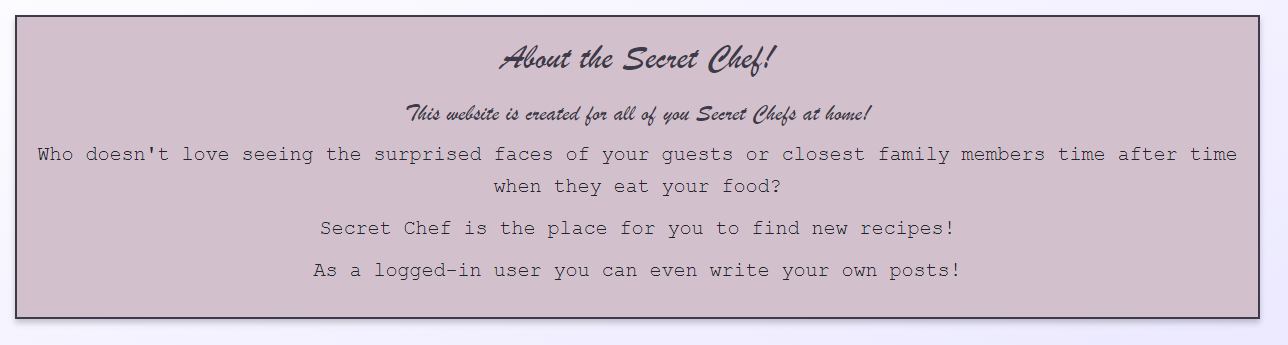 About the Secret Chef!
This website is created for all of you Secret Chefs at home!
Who doesn't love seeing the surprised faces of your guests or closest family members time after time
when they eat your food?
Secret Chef is the place for you to find new recipes!
As a logged-in user you can even write your own posts!